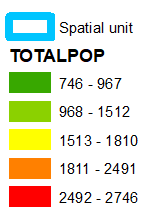 Spatial unit
TOTALPOP
746 - 967
968 - 1512
1513 - 1810
1811 - 2491
2492 - 2746